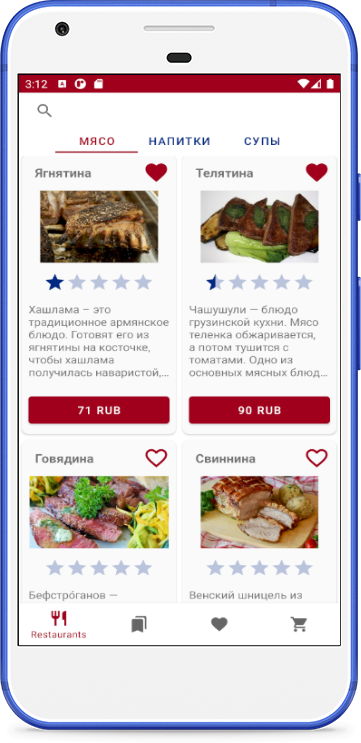 3:12
МЯСО НАПИТКИ СУПЫ
Ягнятина
Хашлама – это
традиционное армянское
блюдо. Готовят его из
ягнятины на косточке,
чтобы хашлама
получилась наваристой,...
71 RUB
Телятина
Чашушули — блюдо
грузинской кухни. Мясо
теленка обжаривается,
а потом тушится с
томатами. Одно из
основных мясных блюд...
90 RUB
Говядина
Бефстро́ганов —
Свиннина
Венский шницель из
Restaurants